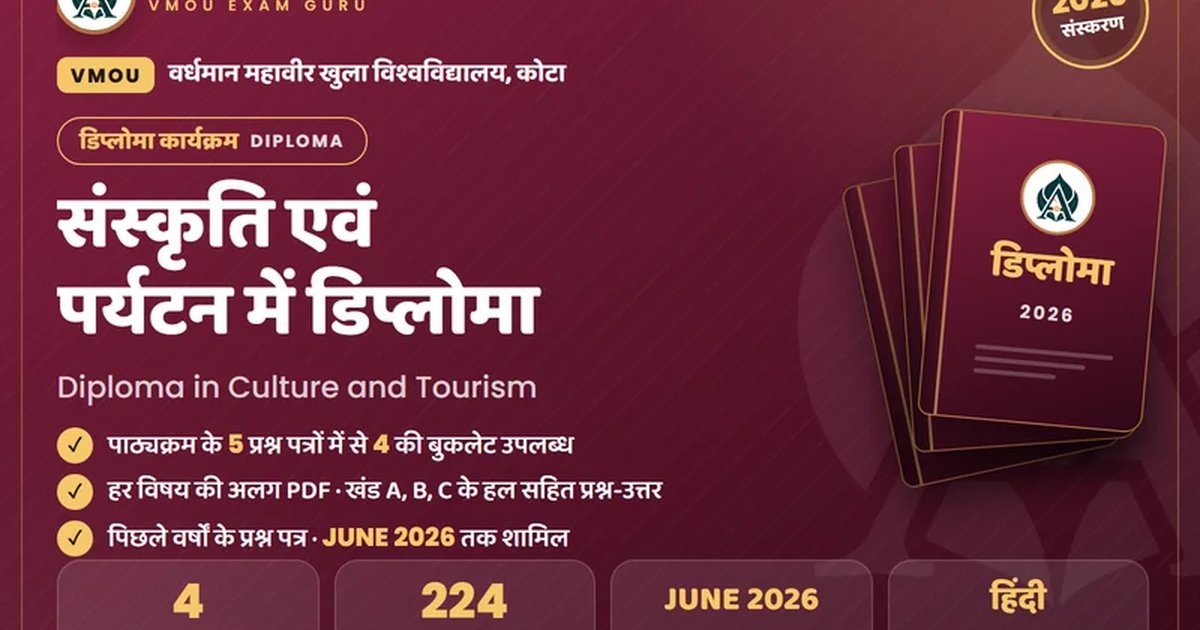 VMOU EXAM GURU
2026
संस्करण
VMOU वर्धमान महावीर खुला विश्वविद्यालय, कोटा
डिप्लोमा कार्यक्रम DIPLOMA
संस्कृति एवं
पर्यटन में डिप्लोमा
Diploma in Culture and Tourism
✓ पाठ्यक्रम के 5 प्रश्न पत्रों में से 4 की बुकलेट उपलब्ध
✓ हर विषय की अलग PDF · खंड A, B, C के हल सहित प्रश्न-उत्तर
✓ पिछले वर्षों के प्रश्न पत्र · JUNE 2026 तक शामिल
डिप्लोमा
2026
4
224
JUNE 2026
हिंदी